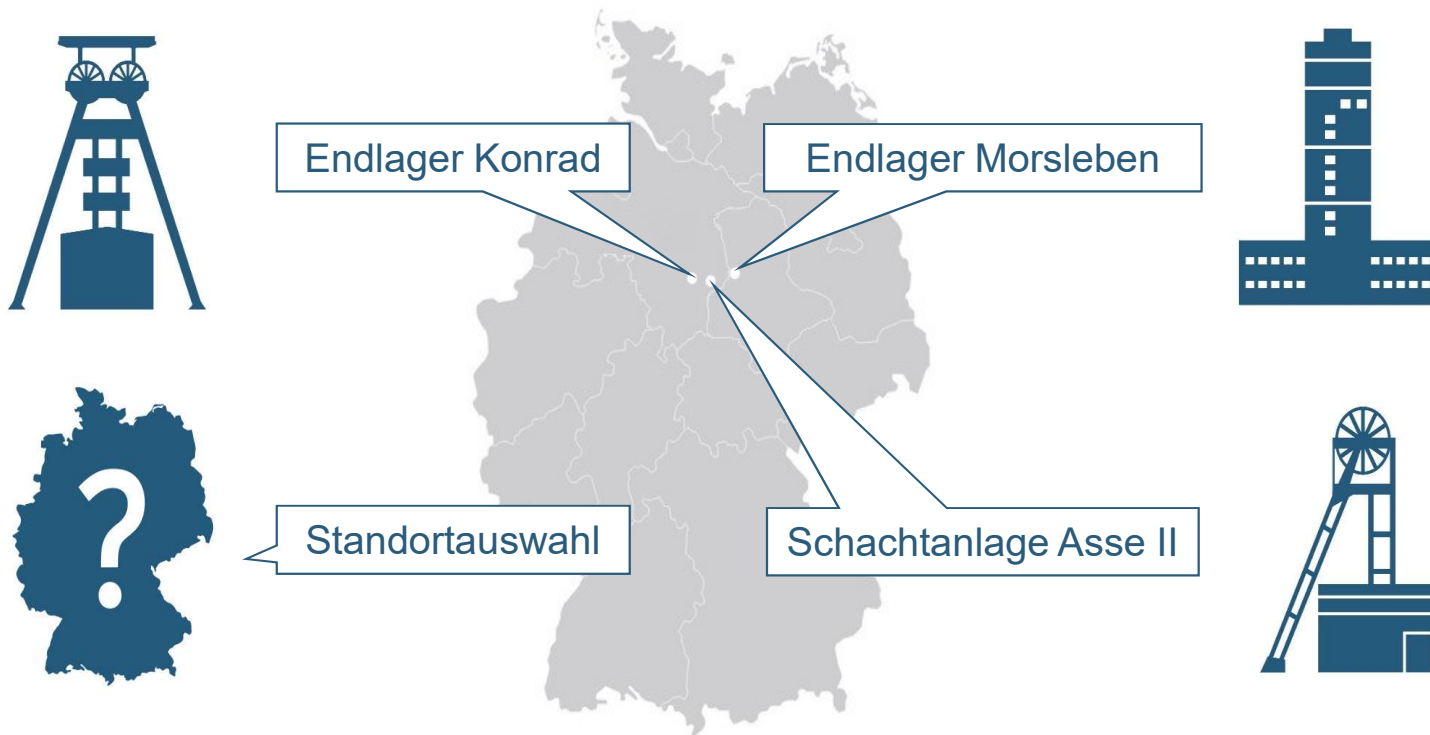 Endlager Konrad
Endlager Morsleben
?
Standortauswahl
Schachtanlage Asse II